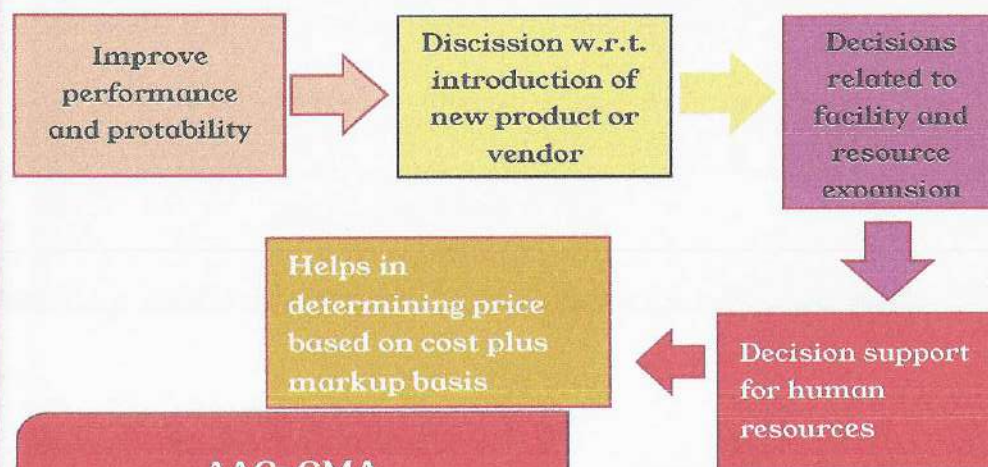 Improve
performance
and protability
Discission w.r.t.
introduction of
new product or
vendor
Decisions
related to
facility and
resource
expansion
Helps in
determining price
based on cost plus
markup basis
Decision support
for human
resources